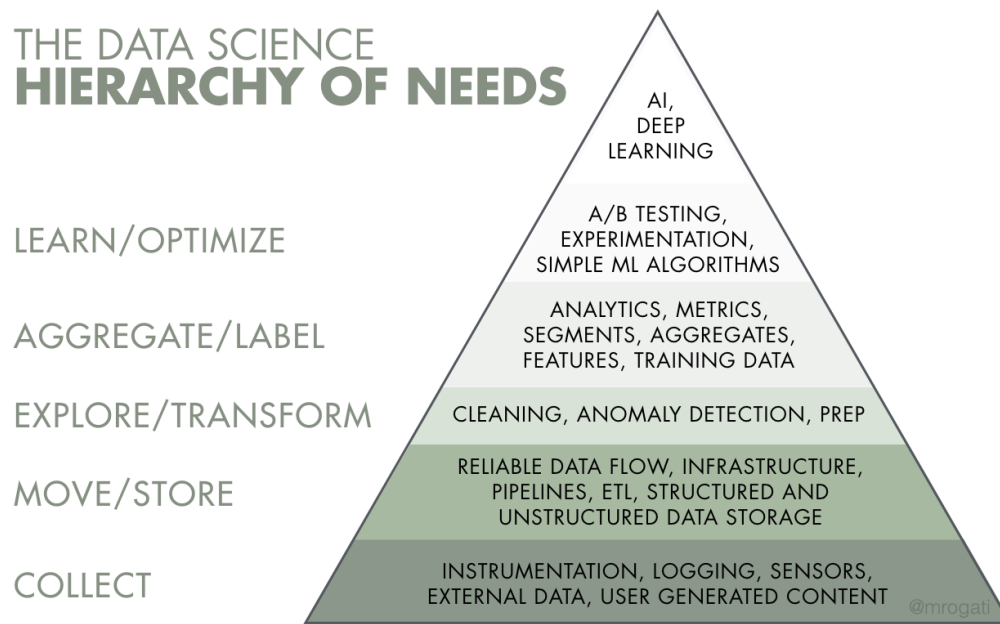 THE DATA SCIENCE
HIERARCHY OF NEEDS
AI,
DEEP
LEARNING
LEARN/OPTIMIZE
A/B TESTING,
EXPERIMENTATION,
SIMPLE ML ALGORITHMS
AGGREGATE/LABEL
ANALYTICS, METRICS,
SEGMENTS, AGGREGATES,
FEATURES, TRAINING DATA
EXPLORE/TRANSFORM
CLEANING, ANOMALY DETECTION, PREP
MOVE/STORE
RELIABLE DATA FLOW, INFRASTRUCTURE,
PIPELINES, ETL, STRUCTURED AND
UNSTRUCTURED DATA STORAGE
COLLECT
INSTRUMENTATION, LOGGING, SENSORS,
EXTERNAL DATA, USER GENERATED CONTENT
@mrogati